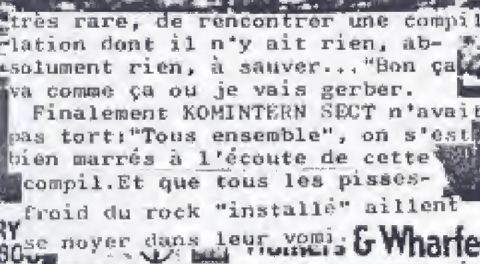 très rare, de rencontrer une compil
lation dont il n'y ait rien, ab-
solument rien, à sauver..."Bon ça
va comme ça ou je vais gerber.
Finalement KOMINTERN SECT n'avait
pas tort:"Tous ensemble", on s'est
bien marrés à l'écoute de cette
compil.Et que tous les pisses-
froid du rock "installé" aillent
se noyer dans leur vomi.
& Wharfe